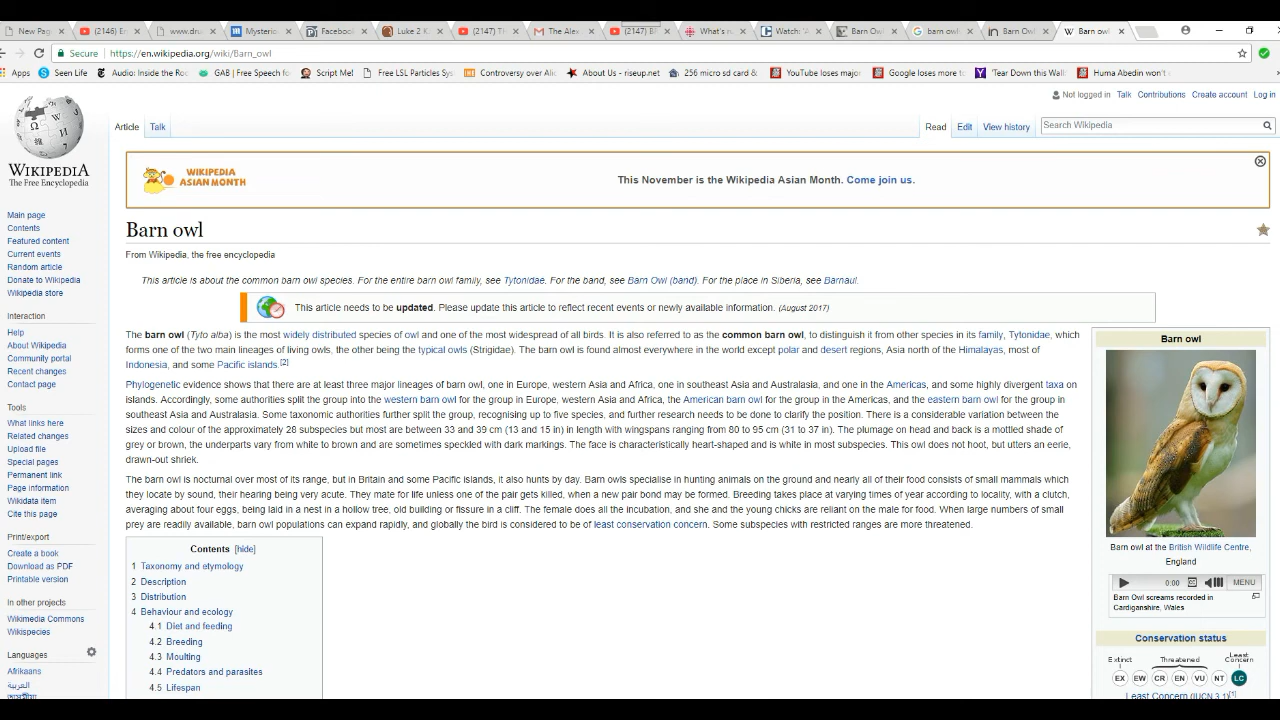 New Pag
(2146) E
www.dru
Mysterio
Facebook
Luke 2 K
(2147) Th
The Alex
(2147) B
What's n
Watch: 'A
Barn Ow
barn owl
Barn Owl
Barn owl
Secure | https://en.wikipedia.org/wiki/Barn_owl
Apps
Seen Life
Audio: Inside the Roc
GAB | Free Speech fo
Script Me!
Free LSL Particles Sys
Controversy over Alie
About Us - riseup.net
256 micro sd card &
YouTube loses major
Google loses more to
'Tear Down this Wall
Huma Abedin won't
Not logged in Talk Contributions Create account Log in
WIKIPEDIA
The Free Encyclopedia
Article Talk
Read Edit View history
Search Wikipedia
Main page
Contents
Featured content
Current events
Random article
Donate to Wikipedia
Wikipedia store
Interaction
Help
About Wikipedia
Community portal
Recent changes
Contact page
Tools
What links here
Related changes
Upload file
Special pages
Permanent link
Page information
Wikidata item
Cite this page
Print/export
Create a book
Download as PDF
Printable version
In other projects
Wikimedia Commons
Wikispecies
Languages
Afrikaans
العربية
WIKIPEDIA
ASIAN MONTH
This November is the Wikipedia Asian Month. Come join us.
Barn owl
From Wikipedia, the free encyclopedia
This article is about the common barn owl species. For the entire barn owl family, see Tytonidae. For the band, see Barn Owl (band). For the place in Siberia, see Barnaul.
This article needs to be updated. Please update this article to reflect recent events or newly available information. (August 2017)
The barn owl (Tyto alba) is the most widely distributed species of owl and one of the most widespread of all birds. It is also referred to as the common barn owl, to distinguish it from other species in its family, Tytonidae, which
forms one of the two main lineages of living owls, the other being the typical owls (Strigidae). The barn owl is found almost everywhere in the world except polar and desert regions, Asia north of the Himalayas, most of
Indonesia, and some Pacific islands.[2]
Phylogenetic evidence shows that there are at least three major lineages of barn owl, one in Europe, western Asia and Africa, one in southeast Asia and Australasia, and one in the Americas, and some highly divergent taxa on
islands. Accordingly, some authorities split the group into the western barn owl for the group in Europe, western Asia and Africa, the American barn owl for the group in the Americas, and the eastern barn owl for the group in
southeast Asia and Australasia. Some taxonomic authorities further split the group, recognising up to five species, and further research needs to be done to clarify the position. There is a considerable variation between the
sizes and colour of the approximately 28 subspecies but most are between 33 and 39 cm (13 and 15 in) in length with wingspans ranging from 80 to 95 cm (31 to 37 in). The plumage on head and back is a mottled shade of
grey or brown, the underparts vary from white to brown and are sometimes speckled with dark markings. The face is characteristically heart-shaped and is white in most subspecies. This owl does not hoot, but utters an eerie,
drawn-out shriek.
The barn owl is nocturnal over most of its range, but in Britain and some Pacific islands, it also hunts by day. Barn owls specialise in hunting animals on the ground and nearly all of their food consists of small mammals which
they locate by sound, their hearing being very acute. They mate for life unless one of the pair gets killed, when a new pair bond may be formed. Breeding takes place at varying times of year according to locality, with a clutch,
averaging about four eggs, being laid in a nest in a hollow tree, old building or fissure in a cliff. The female does all the incubation, and she and the young chicks are reliant on the male for food. When large numbers of small
prey are readily available, barn owl populations can expand rapidly, and globally the bird is considered to be of least conservation concern. Some subspecies with restricted ranges are more threatened.
Contents [hide]
1 Taxonomy and etymology
2 Description
3 Distribution
4 Behaviour and ecology
4.1 Diet and feeding
4.2 Breeding
4.3 Moulting
4.4 Predators and parasites
4.5 Lifespan
Barn owl
Barn owl at the British Wildlife Centre,
England
0:00 MENU
Barn Owl screams recorded in
Cardiganshire, Wales
Conservation status
Extinct Threatened Least Concern
EX EW CR EN VU NT LC
Least Concern (IUCN 3.1)[1]